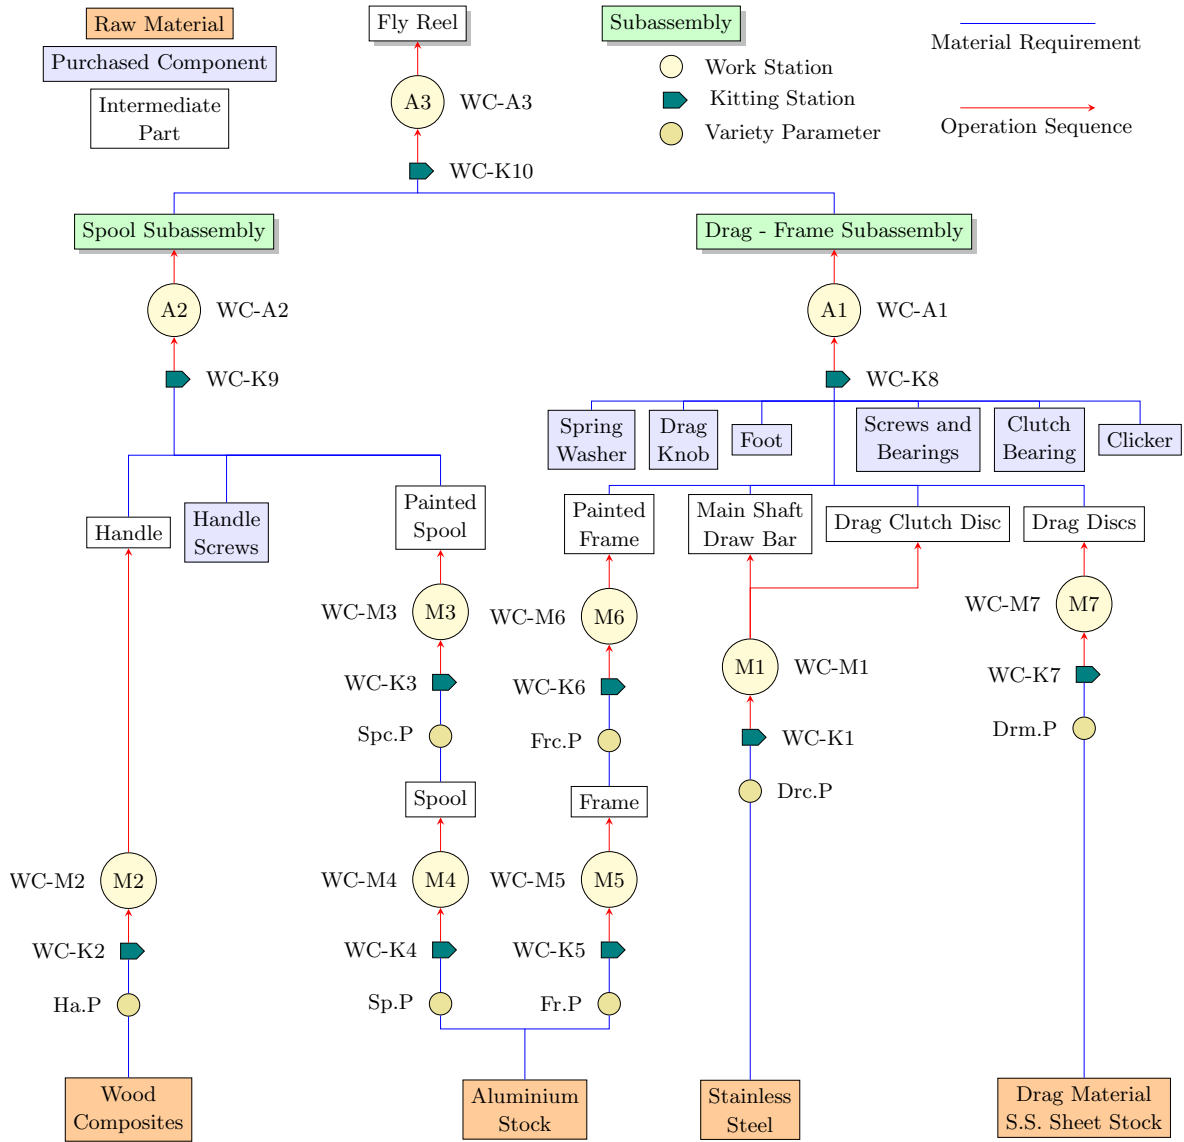 Raw Material
Fly Reel
Subassembly
Purchased Component
Material Requirement
Work Station
Intermediate
Part
A3
WC-A3
Kitting Station
Variety Parameter
Operation Sequence
WC-K10
Spool Subassembly
Drag - Frame Subassembly
A2
WC-A2
A1
WC-A1
WC-K9
WC-K8
Spring
Washer
Drag
Knob
Foot
Screws and
Bearings
Clutch
Bearing
Clicker
Handle
Handle
Screws
Painted
Spool
Painted
Frame
Main Shaft
Draw Bar
Drag Clutch Disc
Drag Discs
WC-M3
M3
WC-M6
M6
WC-M7
M7
M1
WC-M1
WC-K3
WC-K6
WC-K7
Spc.P
Frc.P
WC-K1
Drm.P
Spool
Frame
Drc.P
WC-M2
M2
WC-M4
M4
WC-M5
M5
WC-K2
WC-K4
WC-K5
Ha.P
Sp.P
Fr.P
Wood
Composites
Aluminium
Stock
Stainless
Steel
Drag Material
S.S. Sheet Stock